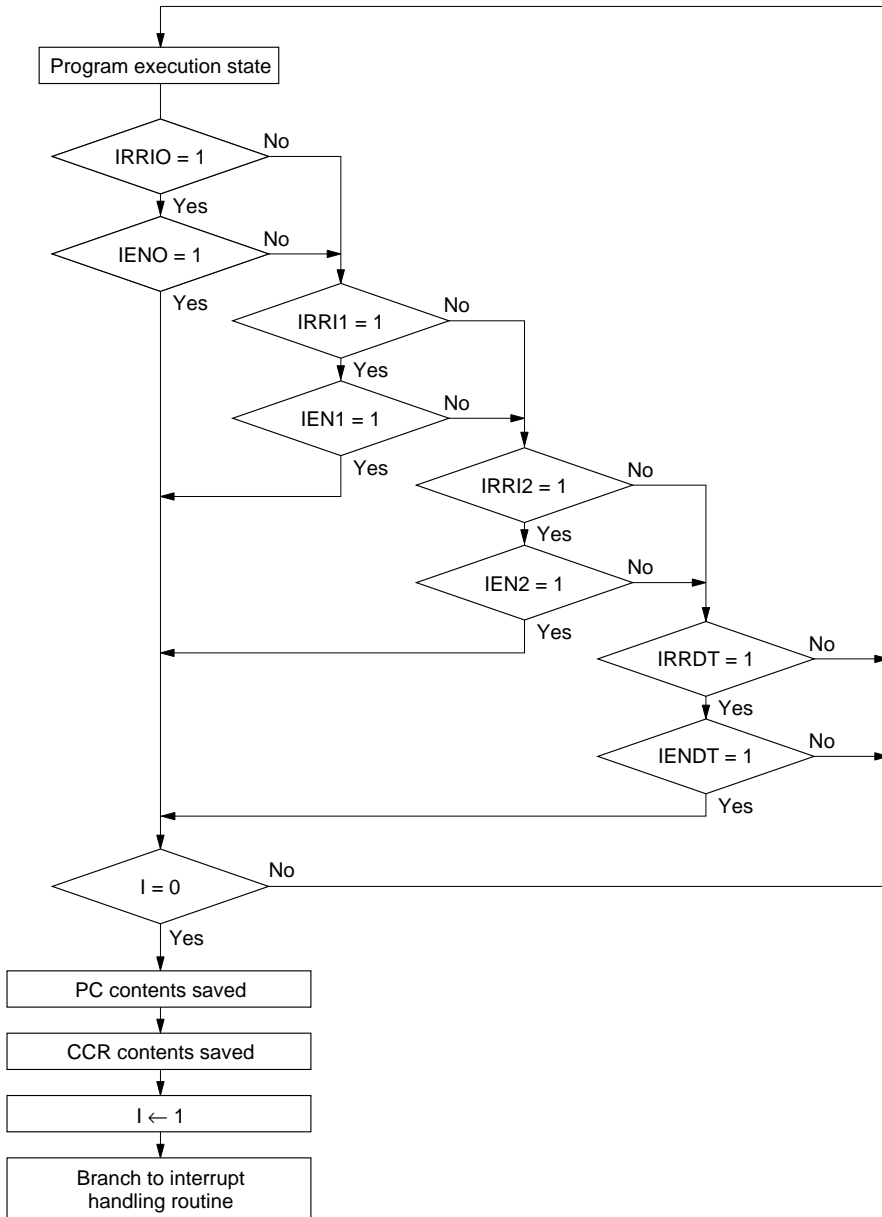 Program execution state
IRRIO = 1
No
Yes
IENO = 1
No
Yes
IRRI1 = 1
No
Yes
IEN1 = 1
No
Yes
IRRI2 = 1
No
Yes
IEN2 = 1
No
Yes
IRRDT = 1
No
Yes
IENDT = 1
No
Yes
I = 0
No
Yes
PC contents saved
CCR contents saved
I ← 1
Branch to interrupt
handling routine